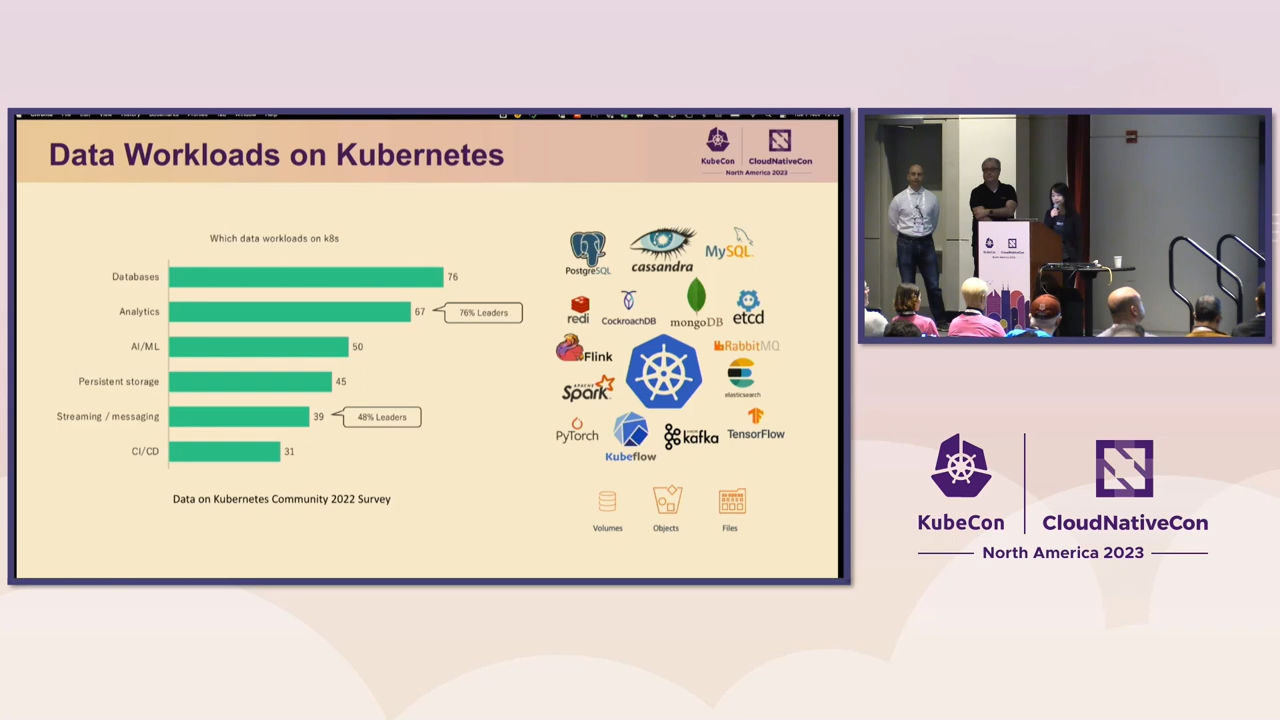 Data Workloads on Kubernetes
KubeCon
CloudNativeCon
North America 2023
Which data workloads on k8s
Databases 76
Analytics 67 76% Leaders
AI/ML 50
Persistent storage 45
Streaming / messaging 39 48% Leaders
CI/CD 31
Data on Kubernetes Community 2022 Survey
PostgreSQL
cassandra
MySQL
redi
CockroachDB
mongoDB
etcd
Flink
RabbitMQ
APACHE
Spark
elasticsearch
PyTorch
Kubeflow
kafka
TensorFlow
Volumes
Objects
Files
KubeCon
CloudNativeCon
North America 2023